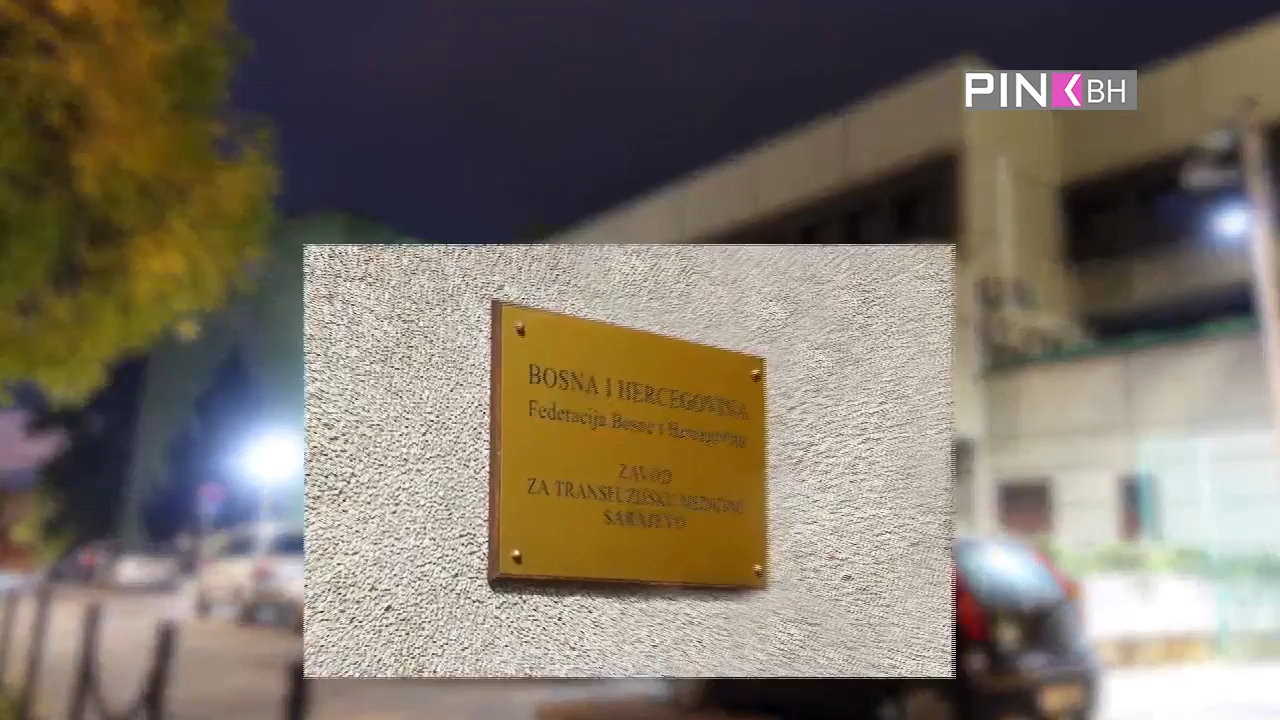 PINK BH
BOSNA I HERCEGOVINA
Federacija Bosne i Hercegovine
ZAVOD
ZA TRANSFUZIJSKU MEDICINU
SARAJEVO